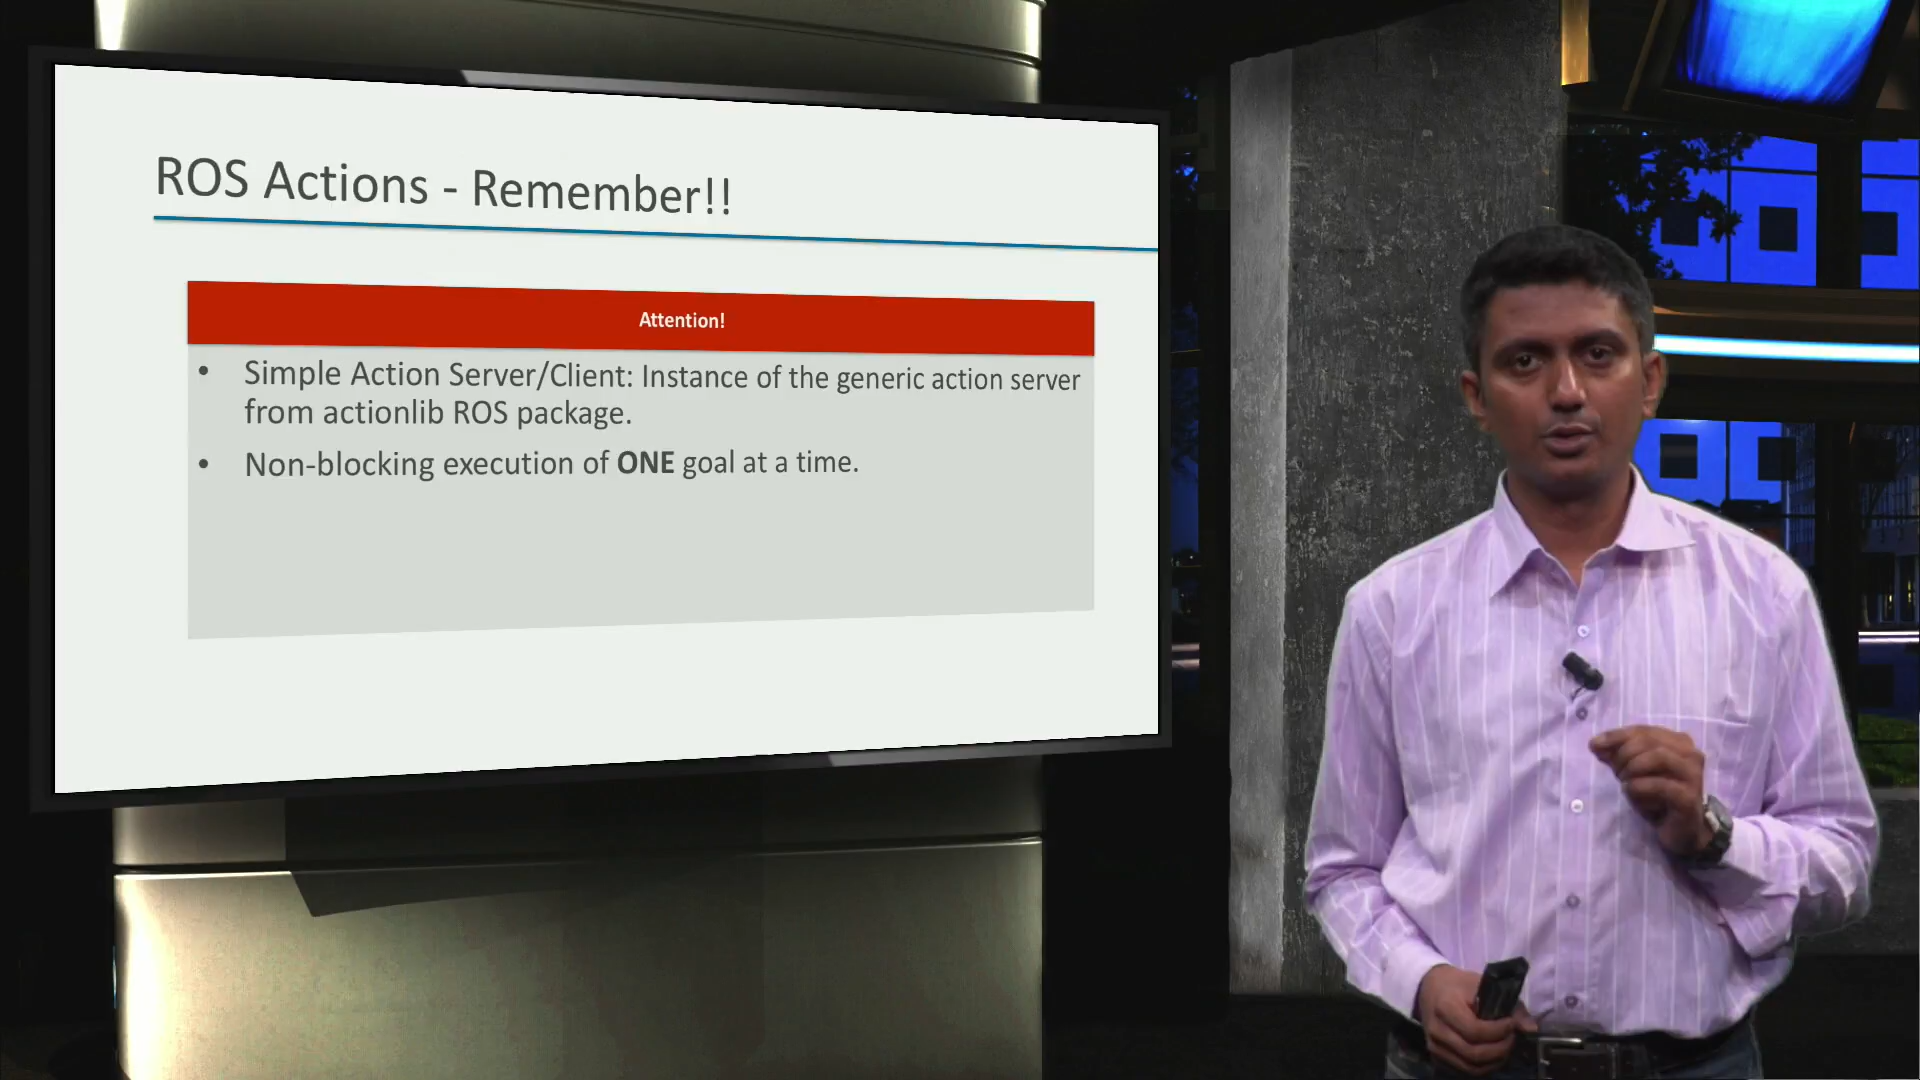 ROS Actions - Remember!!
Attention!
• Simple Action Server/Client: Instance of the generic action server
from actionlib ROS package.
• Non-blocking execution of ONE goal at a time.